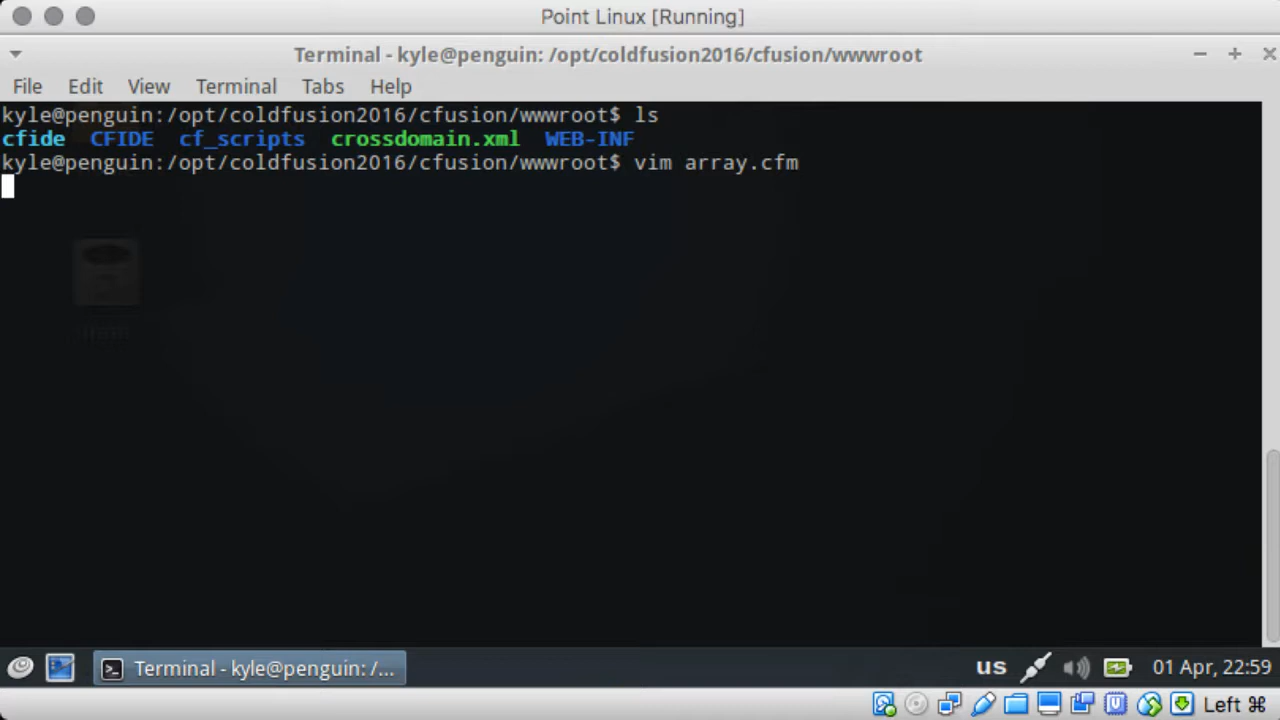 Point Linux [Running]
Terminal - kyle@penguin: /opt/coldfusion2016/cfusion/wwwroot
File Edit View Terminal Tabs Help
kyle@penguin:/opt/coldfusion2016/cfusion/wwwroot$ ls
cfide CFIDE cf_scripts crossdomain.xml WEB-INF
kyle@penguin:/opt/coldfusion2016/cfusion/wwwroot$ vim array.cfm
Terminal - kyle@penguin: /... us 01 Apr, 22:59
Left ⌘